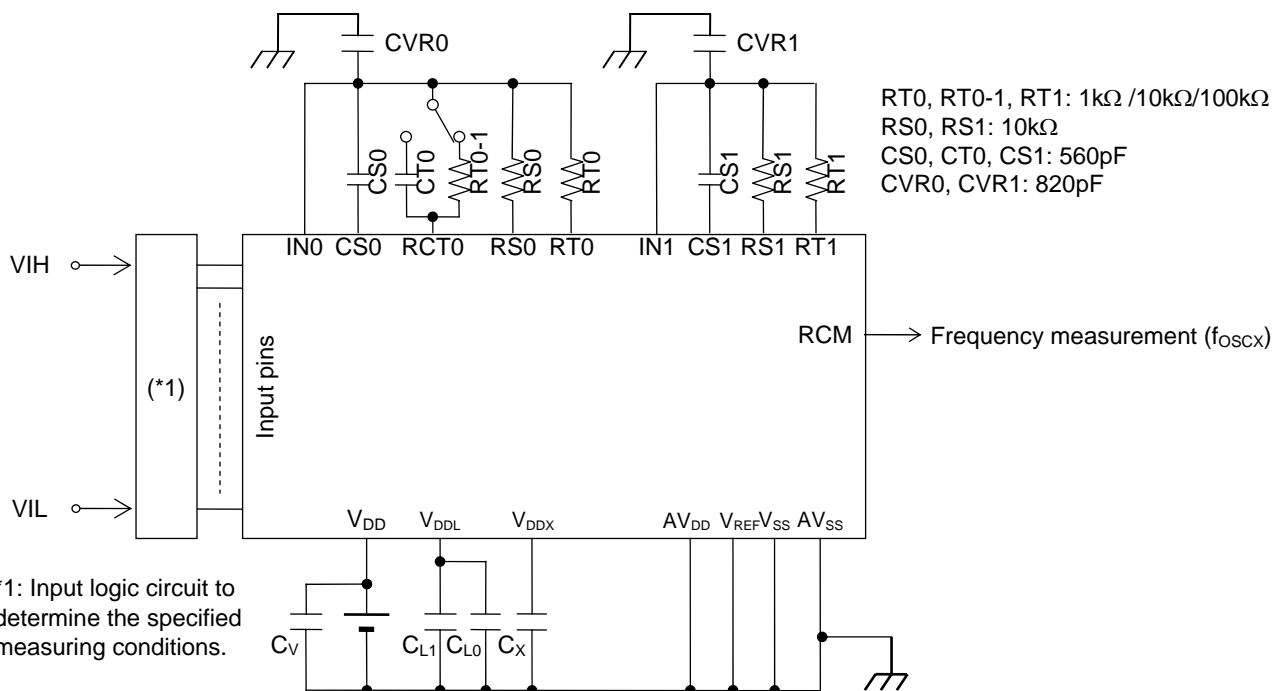 CVR0
CVR1
RT0, RT0-1, RT1: 1kΩ /10kΩ/100kΩ
RS0, RS1: 10kΩ
CS0, CT0, CS1: 560pF
CVR0, CVR1: 820pF
CS0
CT0
RT0-1
RS0
RT0
CS1
RS1
RT1
IN0 CS0 RCT0 RS0 RT0
IN1 CS1 RS1 RT1
VIH
(*1)
Input pins
RCM
Frequency measurement (fOSCX)
VIL
VDD VDDL VDDX AVDD VREF VSS AVSS
*1: Input logic circuit to
determine the specified
measuring conditions.
CV CL1 CL0 CX